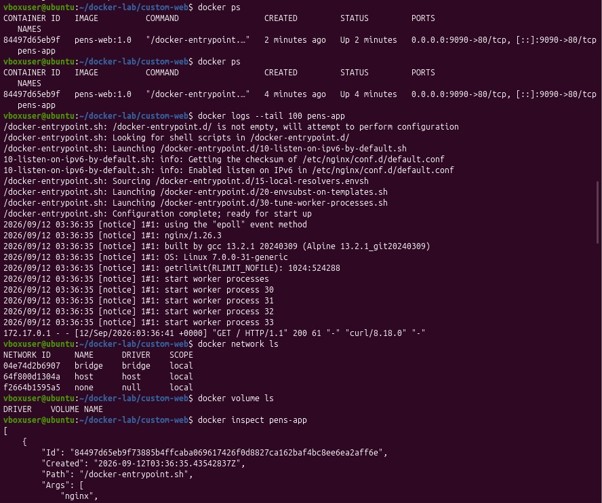 vboxuser@ubuntu:~/docker-lab/custom-web$ docker ps
CONTAINER ID   IMAGE          COMMAND                  CREATED         STATUS         PORTS
   NAMES
84497d65eb9f   pens-web:1.0   "/docker-entrypoint.…"   2 minutes ago   Up 2 minutes   0.0.0.0:9090->80/tcp, [::]:9090->80/tcp
   pens-app
vboxuser@ubuntu:~/docker-lab/custom-web$ docker ps
CONTAINER ID   IMAGE          COMMAND                  CREATED         STATUS         PORTS
   NAMES
84497d65eb9f   pens-web:1.0   "/docker-entrypoint.…"   4 minutes ago   Up 4 minutes   0.0.0.0:9090->80/tcp, [::]:9090->80/tcp
   pens-app
vboxuser@ubuntu:~/docker-lab/custom-web$ docker logs --tail 100 pens-app
/docker-entrypoint.sh: /docker-entrypoint.d/ is not empty, will attempt to perform configuration
/docker-entrypoint.sh: Looking for shell scripts in /docker-entrypoint.d/
/docker-entrypoint.sh: Launching /docker-entrypoint.d/10-listen-on-ipv6-by-default.sh
10-listen-on-ipv6-by-default.sh: info: Getting the checksum of /etc/nginx/conf.d/default.conf
10-listen-on-ipv6-by-default.sh: info: Enabled listen on IPv6 in /etc/nginx/conf.d/default.conf
/docker-entrypoint.sh: Sourcing /docker-entrypoint.d/15-local-resolvers.envsh
/docker-entrypoint.sh: Launching /docker-entrypoint.d/20-envsubst-on-templates.sh
/docker-entrypoint.sh: Launching /docker-entrypoint.d/30-tune-worker-processes.sh
/docker-entrypoint.sh: Configuration complete; ready for start up
2026/09/12 03:36:35 [notice] 1#1: using the "epoll" event method
2026/09/12 03:36:35 [notice] 1#1: nginx/1.26.3
2026/09/12 03:36:35 [notice] 1#1: built by gcc 13.2.1 20240309 (Alpine 13.2.1_git20240309)
2026/09/12 03:36:35 [notice] 1#1: OS: Linux 7.0.0-31-generic
2026/09/12 03:36:35 [notice] 1#1: getrlimit(RLIMIT_NOFILE): 1024:524288
2026/09/12 03:36:35 [notice] 1#1: start worker processes
2026/09/12 03:36:35 [notice] 1#1: start worker process 30
2026/09/12 03:36:35 [notice] 1#1: start worker process 31
2026/09/12 03:36:35 [notice] 1#1: start worker process 32
2026/09/12 03:36:35 [notice] 1#1: start worker process 33
172.17.0.1 - - [12/Sep/2026:03:36:41 +0000] "GET / HTTP/1.1" 200 61 "-" "curl/8.18.0" "-"
vboxuser@ubuntu:~/docker-lab/custom-web$ docker network ls
NETWORK ID     NAME      DRIVER    SCOPE
04e74d2b6907   bridge    bridge    local
64f800d1304a   host      host      local
f2664b1595a5   none      null      local
vboxuser@ubuntu:~/docker-lab/custom-web$ docker volume ls
DRIVER    VOLUME NAME
vboxuser@ubuntu:~/docker-lab/custom-web$ docker inspect pens-app
[
    {
        "Id": "84497d65eb9f73885b4ffcaba069617426f0d8827ca162baf4bc8ee6ea2aff6e",
        "Created": "2026-09-12T03:36:35.43542837Z",
        "Path": "/docker-entrypoint.sh",
        "Args": [
            "nginx",